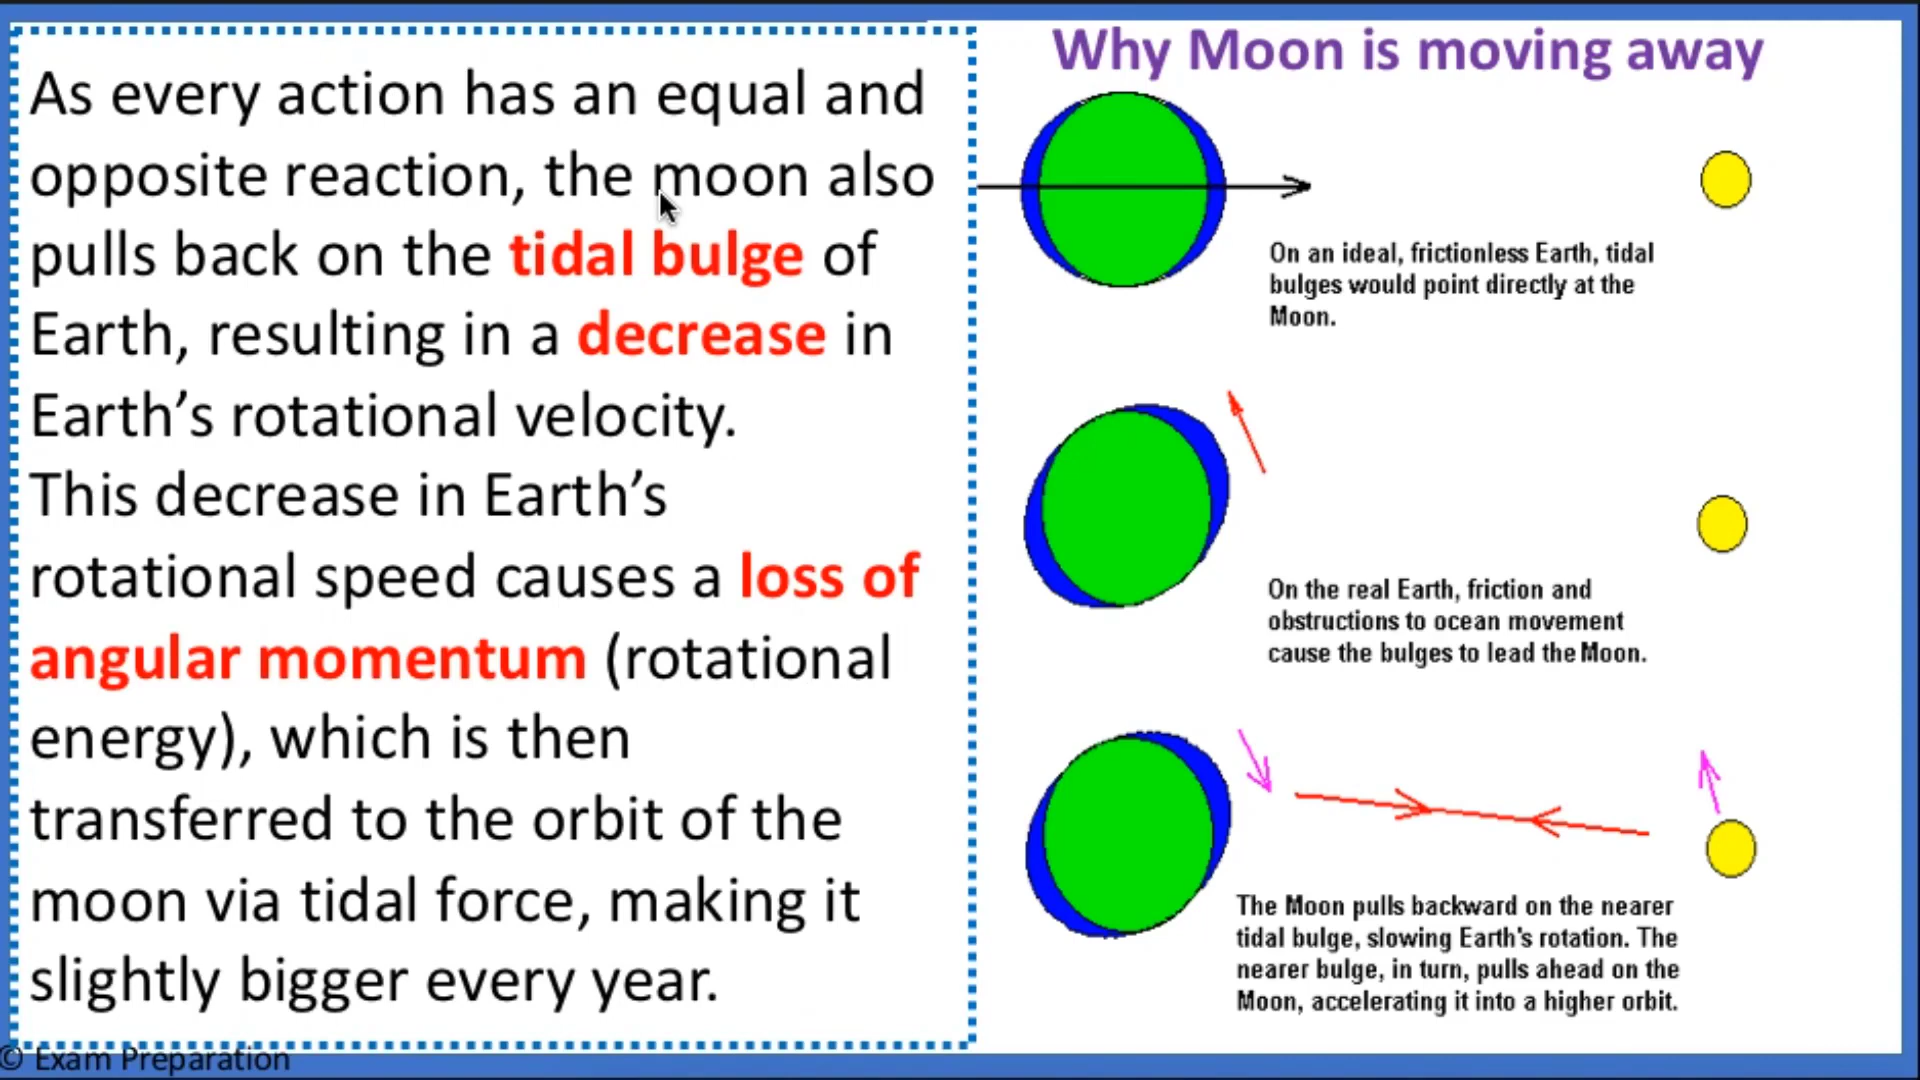 Why Moon is moving away
As every action has an equal and
opposite reaction, the moon also
pulls back on the tidal bulge of
Earth, resulting in a decrease in
Earth’s rotational velocity.
This decrease in Earth’s
rotational speed causes a loss of
angular momentum (rotational
energy), which is then
transferred to the orbit of the
moon via tidal force, making it
slightly bigger every year.
On an ideal, frictionless Earth, tidal
bulges would point directly at the
Moon.
On the real Earth, friction and
obstructions to ocean movement
cause the bulges to lead the Moon.
The Moon pulls backward on the nearer
tidal bulge, slowing Earth's rotation. The
nearer bulge, in turn, pulls ahead on the
Moon, accelerating it into a higher orbit.
© Exam Preparation